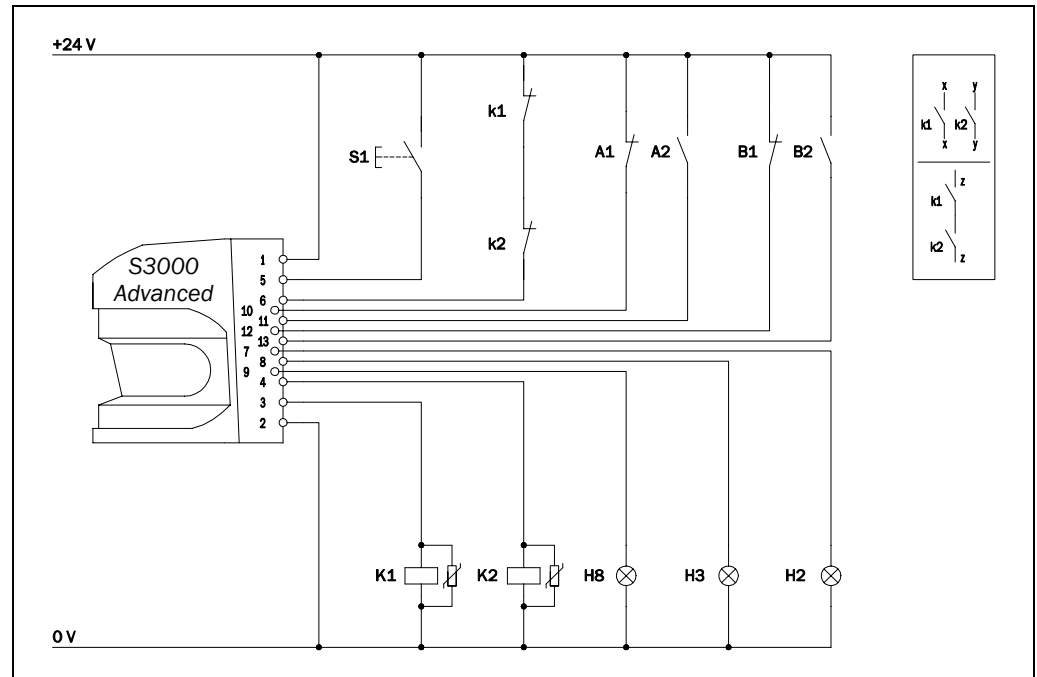 +24 V
x y
k1 k2
x y
z
k1
k2
z
k1
S1
A1 A2 B1 B2
k2
S3000
Advanced
1
5
6
10
11
12
13
7
8
9
4
3
2
K1 K2 H8 H3 H2
0 V